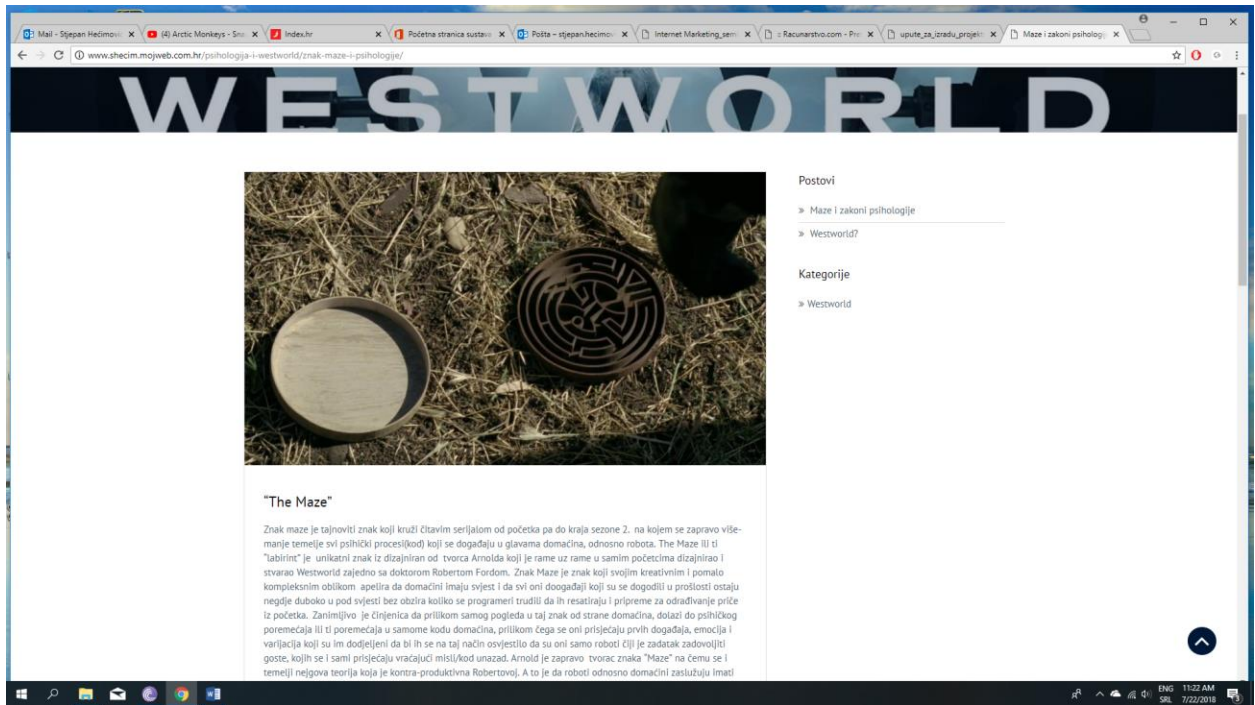 Mail - Stjepan Hećimović
(4) Arctic Monkeys - Sno
Index.hr
Početna stranica sustava
Pošta – stjepan.hecimov
Internet Marketing_sem
: Racunarstvo.com - Pre
upute_za_izradu_projekt
Maze i zakoni psihologij
www.shecim.mojweb.com.hr/psihologija-i-westworld/znak-maze-i-psihologije/
WESTWORLD
Postovi
» Maze i zakoni psihologije
» Westworld?
Kategorije
» Westworld
“The Maze”
Znak maze je tajnoviti znak koji kruži čitavim serijalom od početka pa do kraja sezone 2. na kojem se zapravo više-
manje temelje svi psihički procesi(kod) koji se događaju u glavama domaćina, odnosno robota. The Maze ili ti
"labirint" je unikatni znak iz dizajniran od tvorca Arnolda koji je rame uz rame u samim početcima dizajnirao i
stvarao Westworld zajedno sa doktorom Robertom Fordom. Znak Maze je znak koji svojim kreativnim i pomalo
kompleksnim oblikom apelira da domaćini imaju svjest i da svi oni doogađaji koji su se dogodili u prošlosti ostaju
negdje duboko u pod svjesti bez obzira koliko se programeri trudili da ih resatiraju i pripreme za odrađivanje priče
iz početka. Zanimljivo je činjenica da prilikom samog pogleda u taj znak od strane domaćina, dolazi do psihičkog
poremećaja ili ti poremećaja u samome kodu domaćina, prilikom čega se oni prisjećaju prvih događaja, emocija i
varijacija koji su im dodjeljeni da bi ih se na taj način osvjestilo da su oni samo roboti čiji je zadatak zadovoljiti
goste, kojih se i sami prisjećaju vraćajući misli/kod unazad. Arnold je zapravo tvorac znaka "Maze" na čemu se i
temelji nejgova teorija koja je kontra-produktivna Robertovoj. A to je da roboti odnosno domaćini zaslužuju imati
ENG 11:22 AM
SRL 7/22/2018